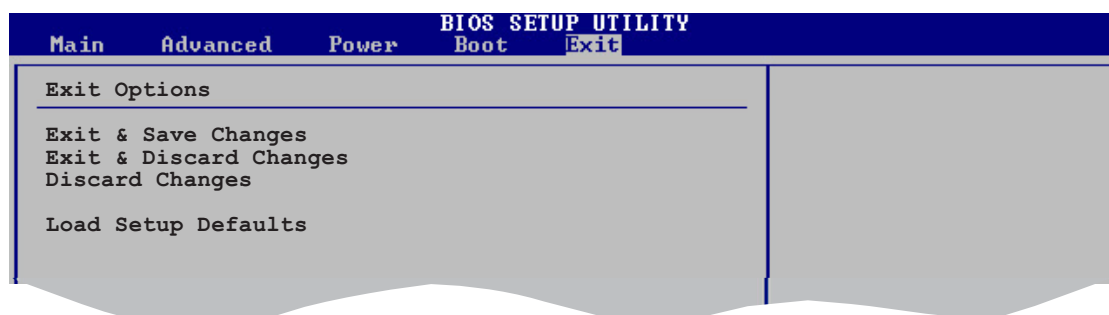 BIOS SETUP UTILITY
Main Advanced Power Boot Exit
Exit Options
Exit & Save Changes
Exit & Discard Changes
Discard Changes
Load Setup Defaults